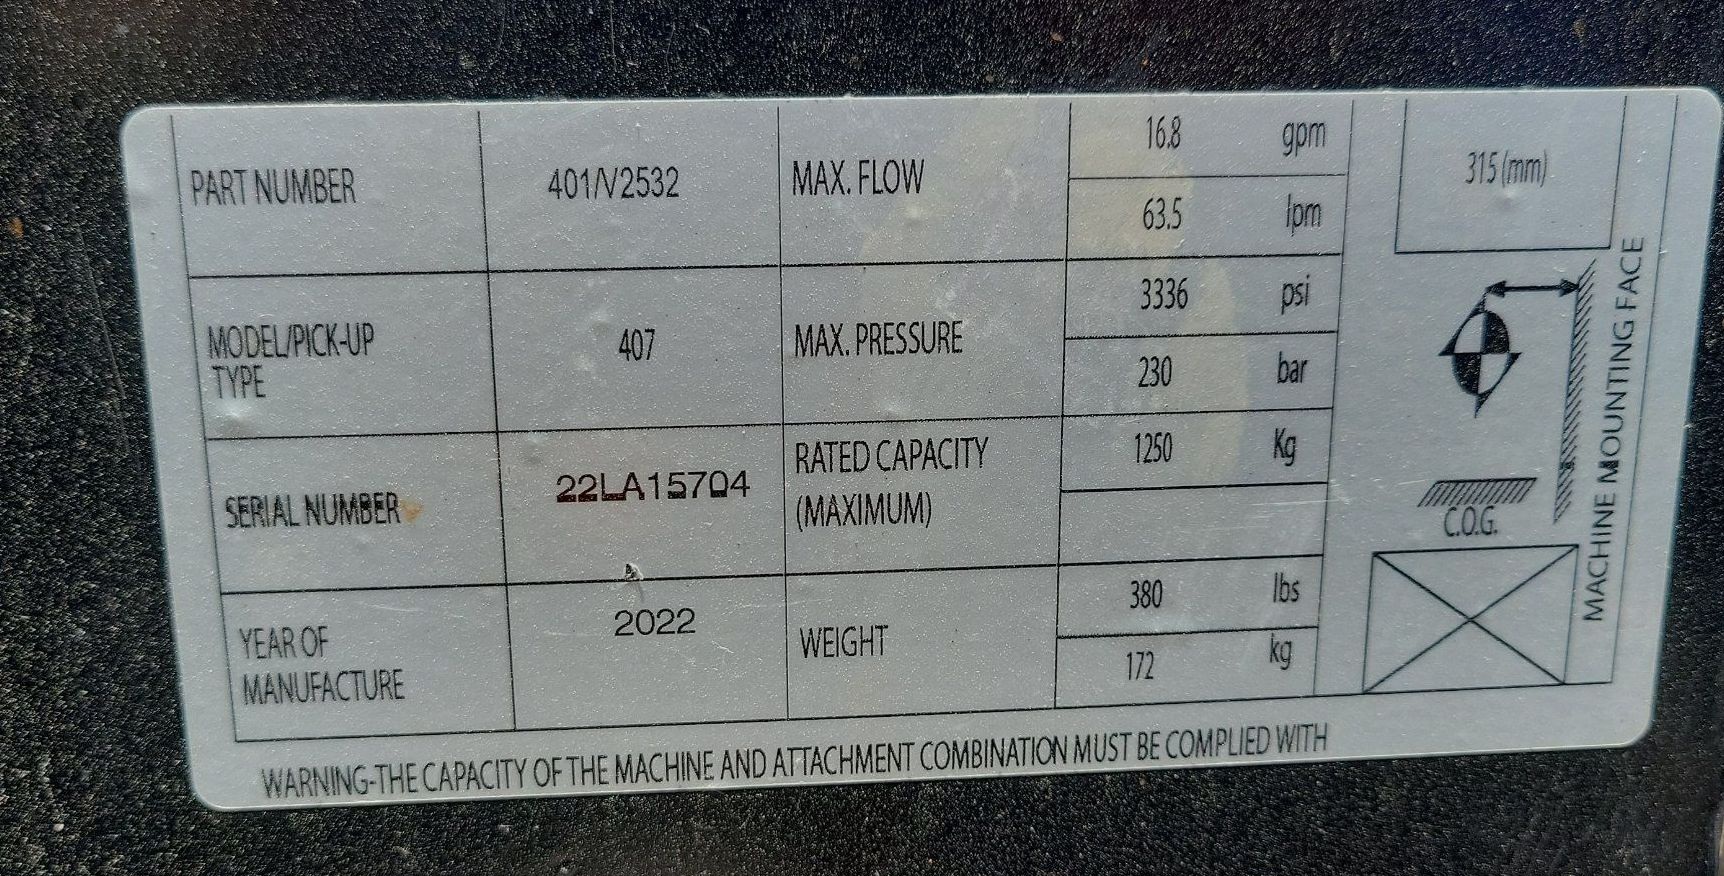 PART NUMBER 401/V2532 MAX. FLOW 16.8 gpm
63.5 lpm
315 (mm)
MODEL/PICK-UP
TYPE
407 MAX. PRESSURE 3336 psi
230 bar
SERIAL NUMBER 22LA15704 RATED CAPACITY
(MAXIMUM)
1250 Kg
C.O.G.
MACHINE MOUNTING FACE
YEAR OF
MANUFACTURE
2022 WEIGHT 380 lbs
172 kg
WARNING-THE CAPACITY OF THE MACHINE AND ATTACHMENT COMBINATION MUST BE COMPLIED WITH